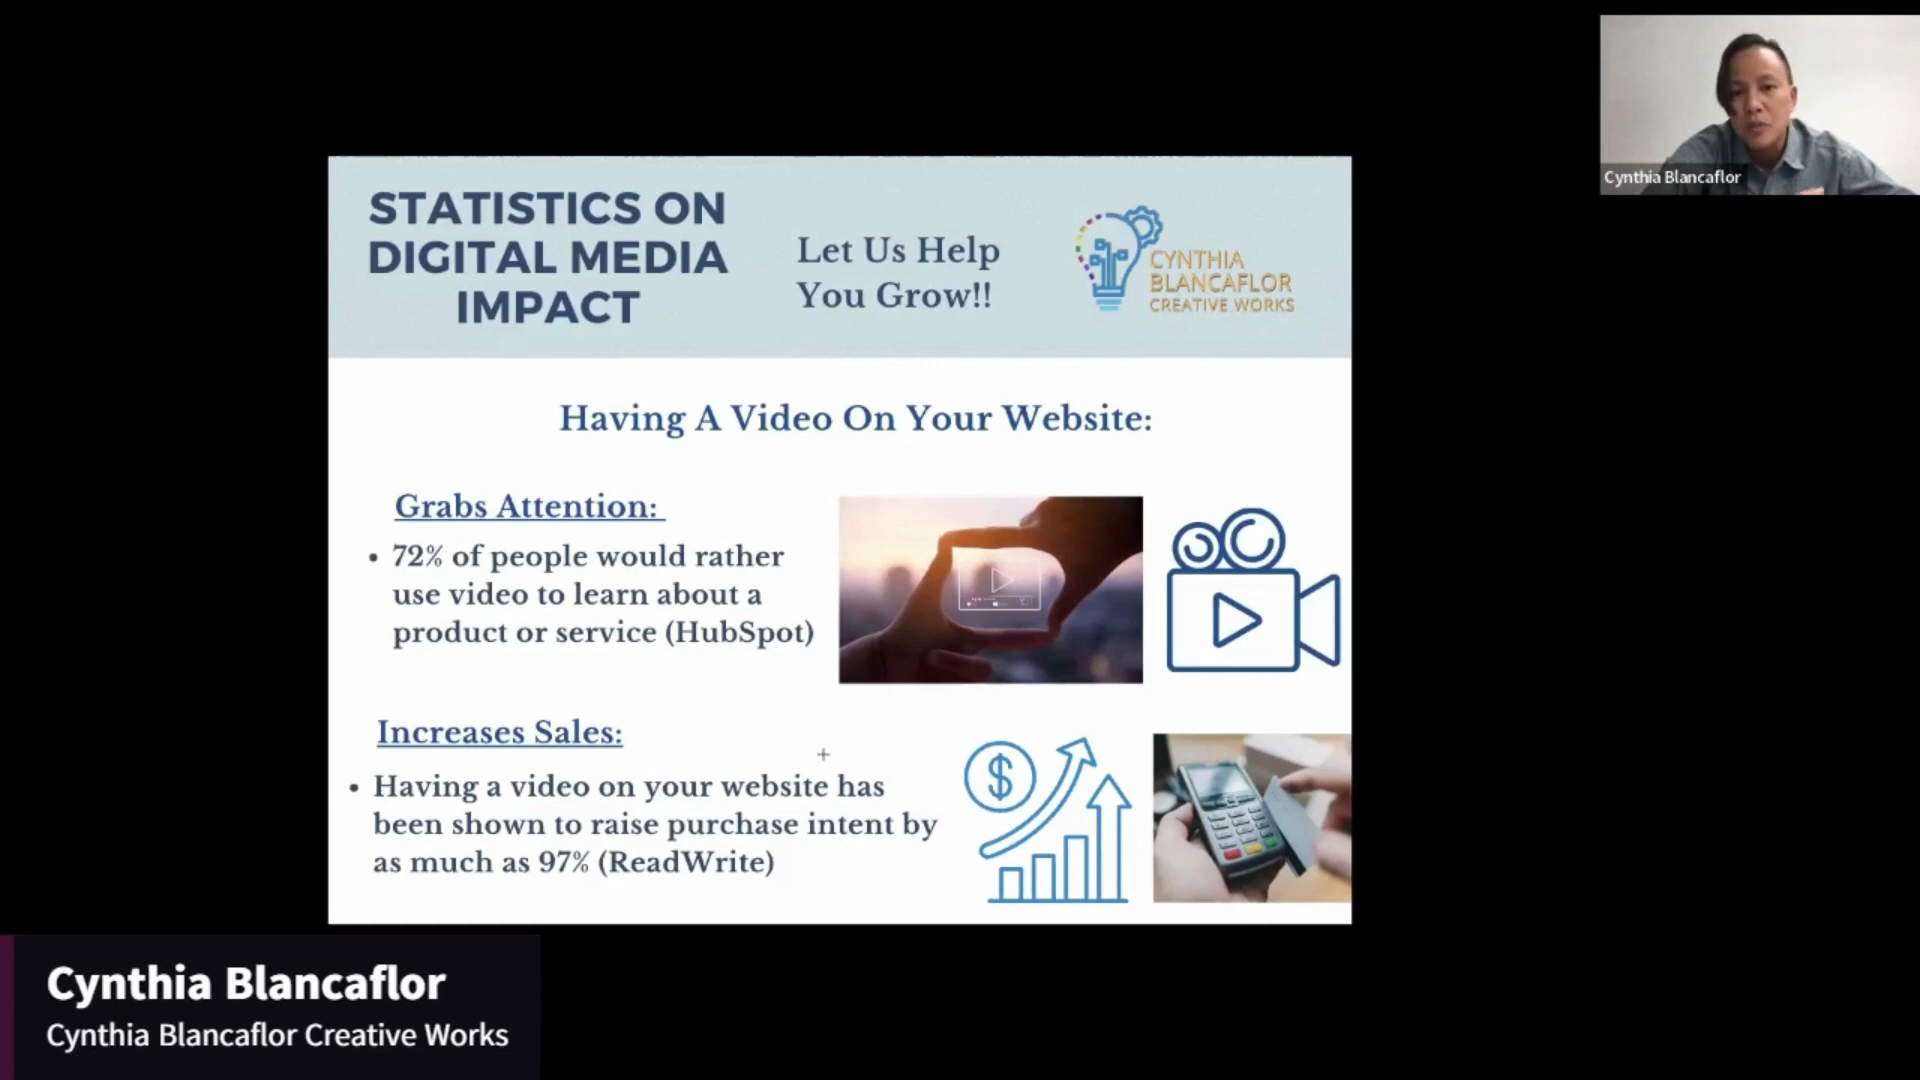 Cynthia Blancaflor
STATISTICS ON
DIGITAL MEDIA
IMPACT
Let Us Help
You Grow!!
CYNTHIA
BLANCAFLOR
CREATIVE WORKS
Having A Video On Your Website:
Grabs Attention:
• 72% of people would rather
use video to learn about a
product or service (HubSpot)
Increases Sales:
• Having a video on your website has
been shown to raise purchase intent by
as much as 97% (ReadWrite)
$
Cynthia Blancaflor
Cynthia Blancaflor Creative Works